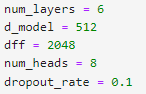 num_layers = 6
d_model = 512
dff = 2048
num_heads = 8
dropout_rate = 0.1